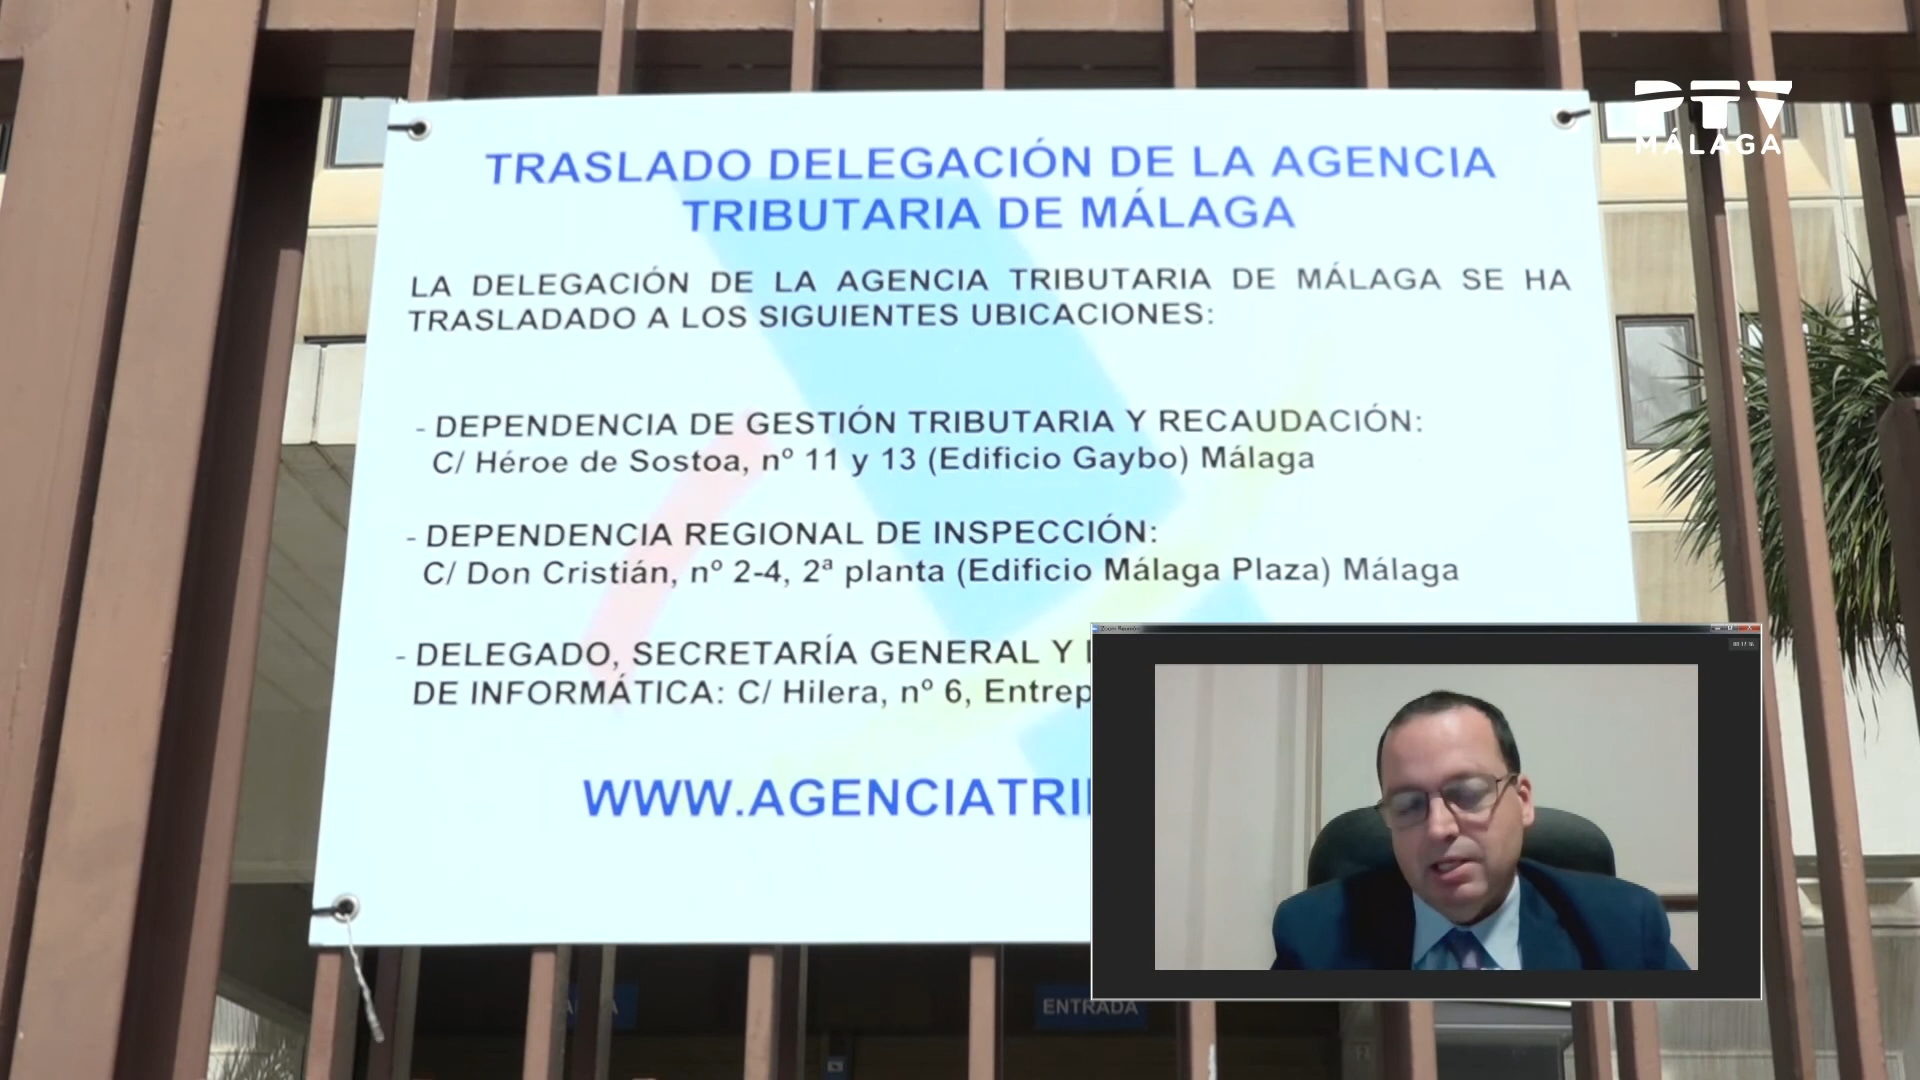 PTV
MÁLAGA
TRASLADO DELEGACIÓN DE LA AGENCIA
TRIBUTARIA DE MÁLAGA
LA DELEGACIÓN DE LA AGENCIA TRIBUTARIA DE MÁLAGA SE HA
TRASLADADO A LOS SIGUIENTES UBICACIONES:
- DEPENDENCIA DE GESTIÓN TRIBUTARIA Y RECAUDACIÓN:
C/ Héroe de Sostoa, nº 11 y 13 (Edificio Gaybo) Málaga
- DEPENDENCIA REGIONAL DE INSPECCIÓN:
C/ Don Cristián, nº 2-4, 2ª planta (Edificio Málaga Plaza) Málaga
- DELEGADO, SECRETARÍA GENERAL Y
DE INFORMÁTICA: C/ Hilera, nº 6, Entrep
WWW.AGENCIATRI
Zoom Reunión
ENTRADA